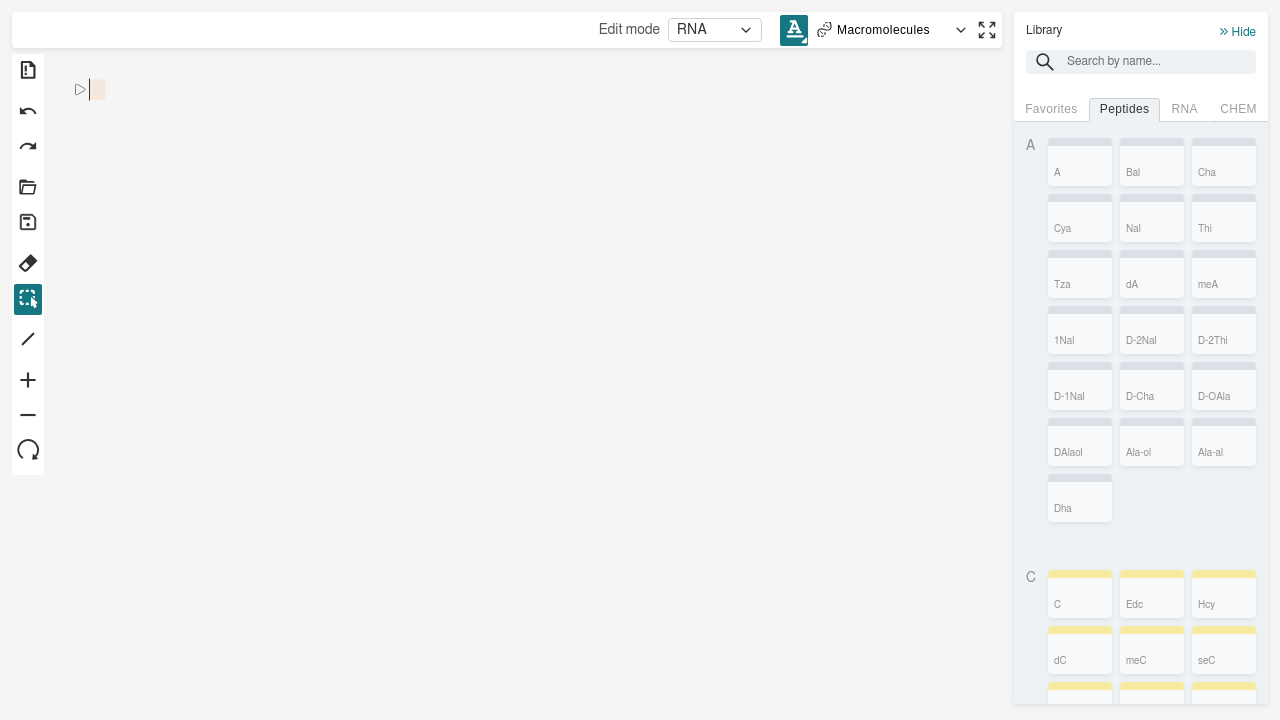 Edit mode RNA Macromolecules
Library
Hide
Search by name...
Favorites Peptides RNA CHEM
A
A Bal Cha
Cya Nal Thi
Tza dA meA
1Nal D-2Nal D-2Thi
D-1Nal D-Cha D-OAla
DAlaol Ala-ol Ala-al
Dha
C
C Edc Hcy
dC meC seC